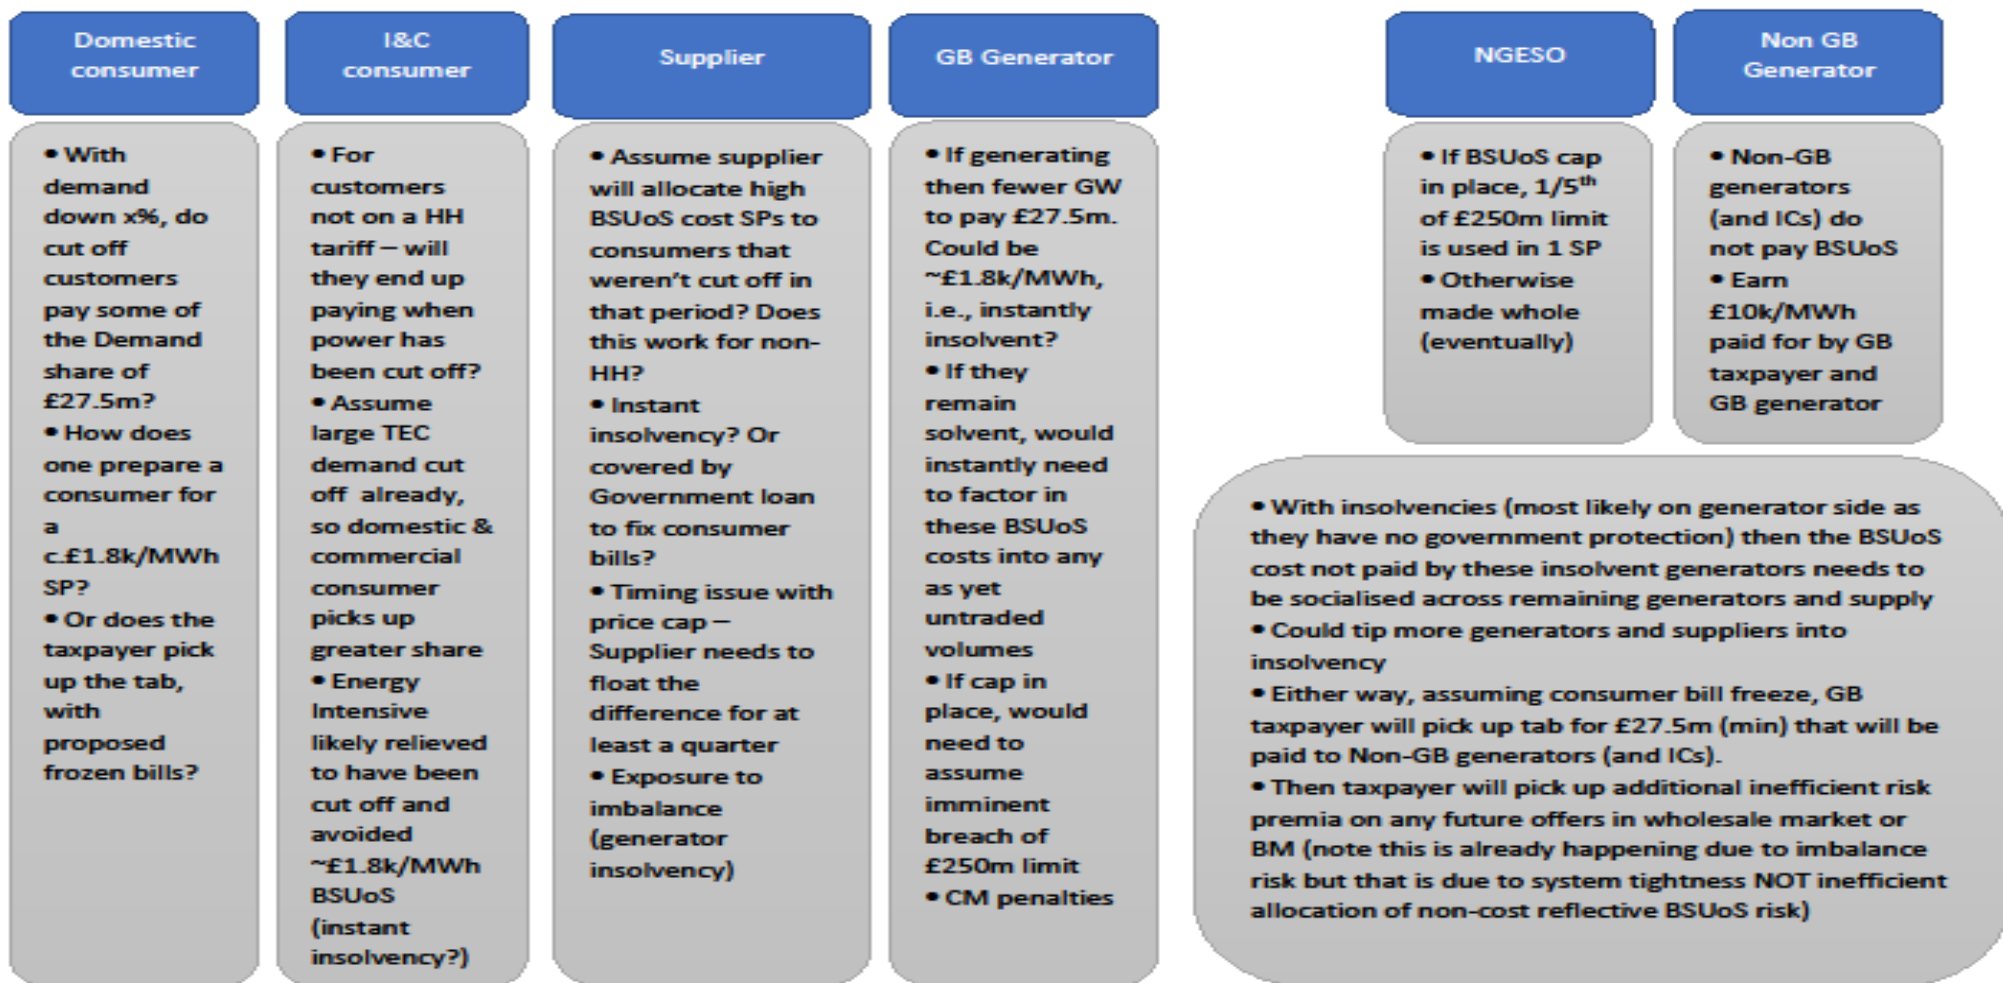 Domestic
consumer
• With
demand
down x%, do
cut off
customers
pay some of
the Demand
share of
£27.5m?
• How does
one prepare a
consumer for
a
c.£1.8k/MWh
SP?
• Or does the
taxpayer pick
up the tab,
with
proposed
frozen bills?
I&C
consumer
• For
customers
not on a HH
tariff – will
they end up
paying when
power has
been cut off?
• Assume
large TEC
demand cut
off already,
so domestic &
commercial
consumer
picks up
greater share
• Energy
Intensive
likely relieved
to have been
cut off and
avoided
~£1.8k/MWh
BSUoS
(instant
insolvency?)
Supplier
• Assume supplier
will allocate high
BSUoS cost SPs to
consumers that
weren't cut off in
that period? Does
this work for non-
HH?
• Instant
insolvency? Or
covered by
Government loan
to fix consumer
bills?
• Timing issue with
price cap –
Supplier needs to
float the
difference for at
least a quarter
• Exposure to
imbalance
(generator
insolvency)
GB Generator
• If generating
then fewer GW
to pay £27.5m.
Could be
~£1.8k/MWh,
i.e., instantly
insolvent?
• If they
remain
solvent, would
instantly need
to factor in
these BSUoS
costs into any
as yet
untraded
volumes
• If cap in
place, would
need to
assume
imminent
breach of
£250m limit
• CM penalties
NGESO
• If BSUoS cap
in place, 1/5th
of £250m limit
is used in 1 SP
• Otherwise
made whole
(eventually)
Non GB
Generator
• Non-GB
generators
(and ICs) do
not pay BSUoS
• Earn
£10k/MWh
paid for by GB
taxpayer and
GB generator
• With insolvencies (most likely on generator side as
they have no government protection) then the BSUoS
cost not paid by these insolvent generators needs to
be socialised across remaining generators and supply
• Could tip more generators and suppliers into
insolvency
• Either way, assuming consumer bill freeze, GB
taxpayer will pick up tab for £27.5m (min) that will be
paid to Non-GB generators (and ICs).
• Then taxpayer will pick up additional inefficient risk
premia on any future offers in wholesale market or
BM (note this is already happening due to imbalance
risk but that is due to system tightness NOT inefficient
allocation of non-cost reflective BSUoS risk)